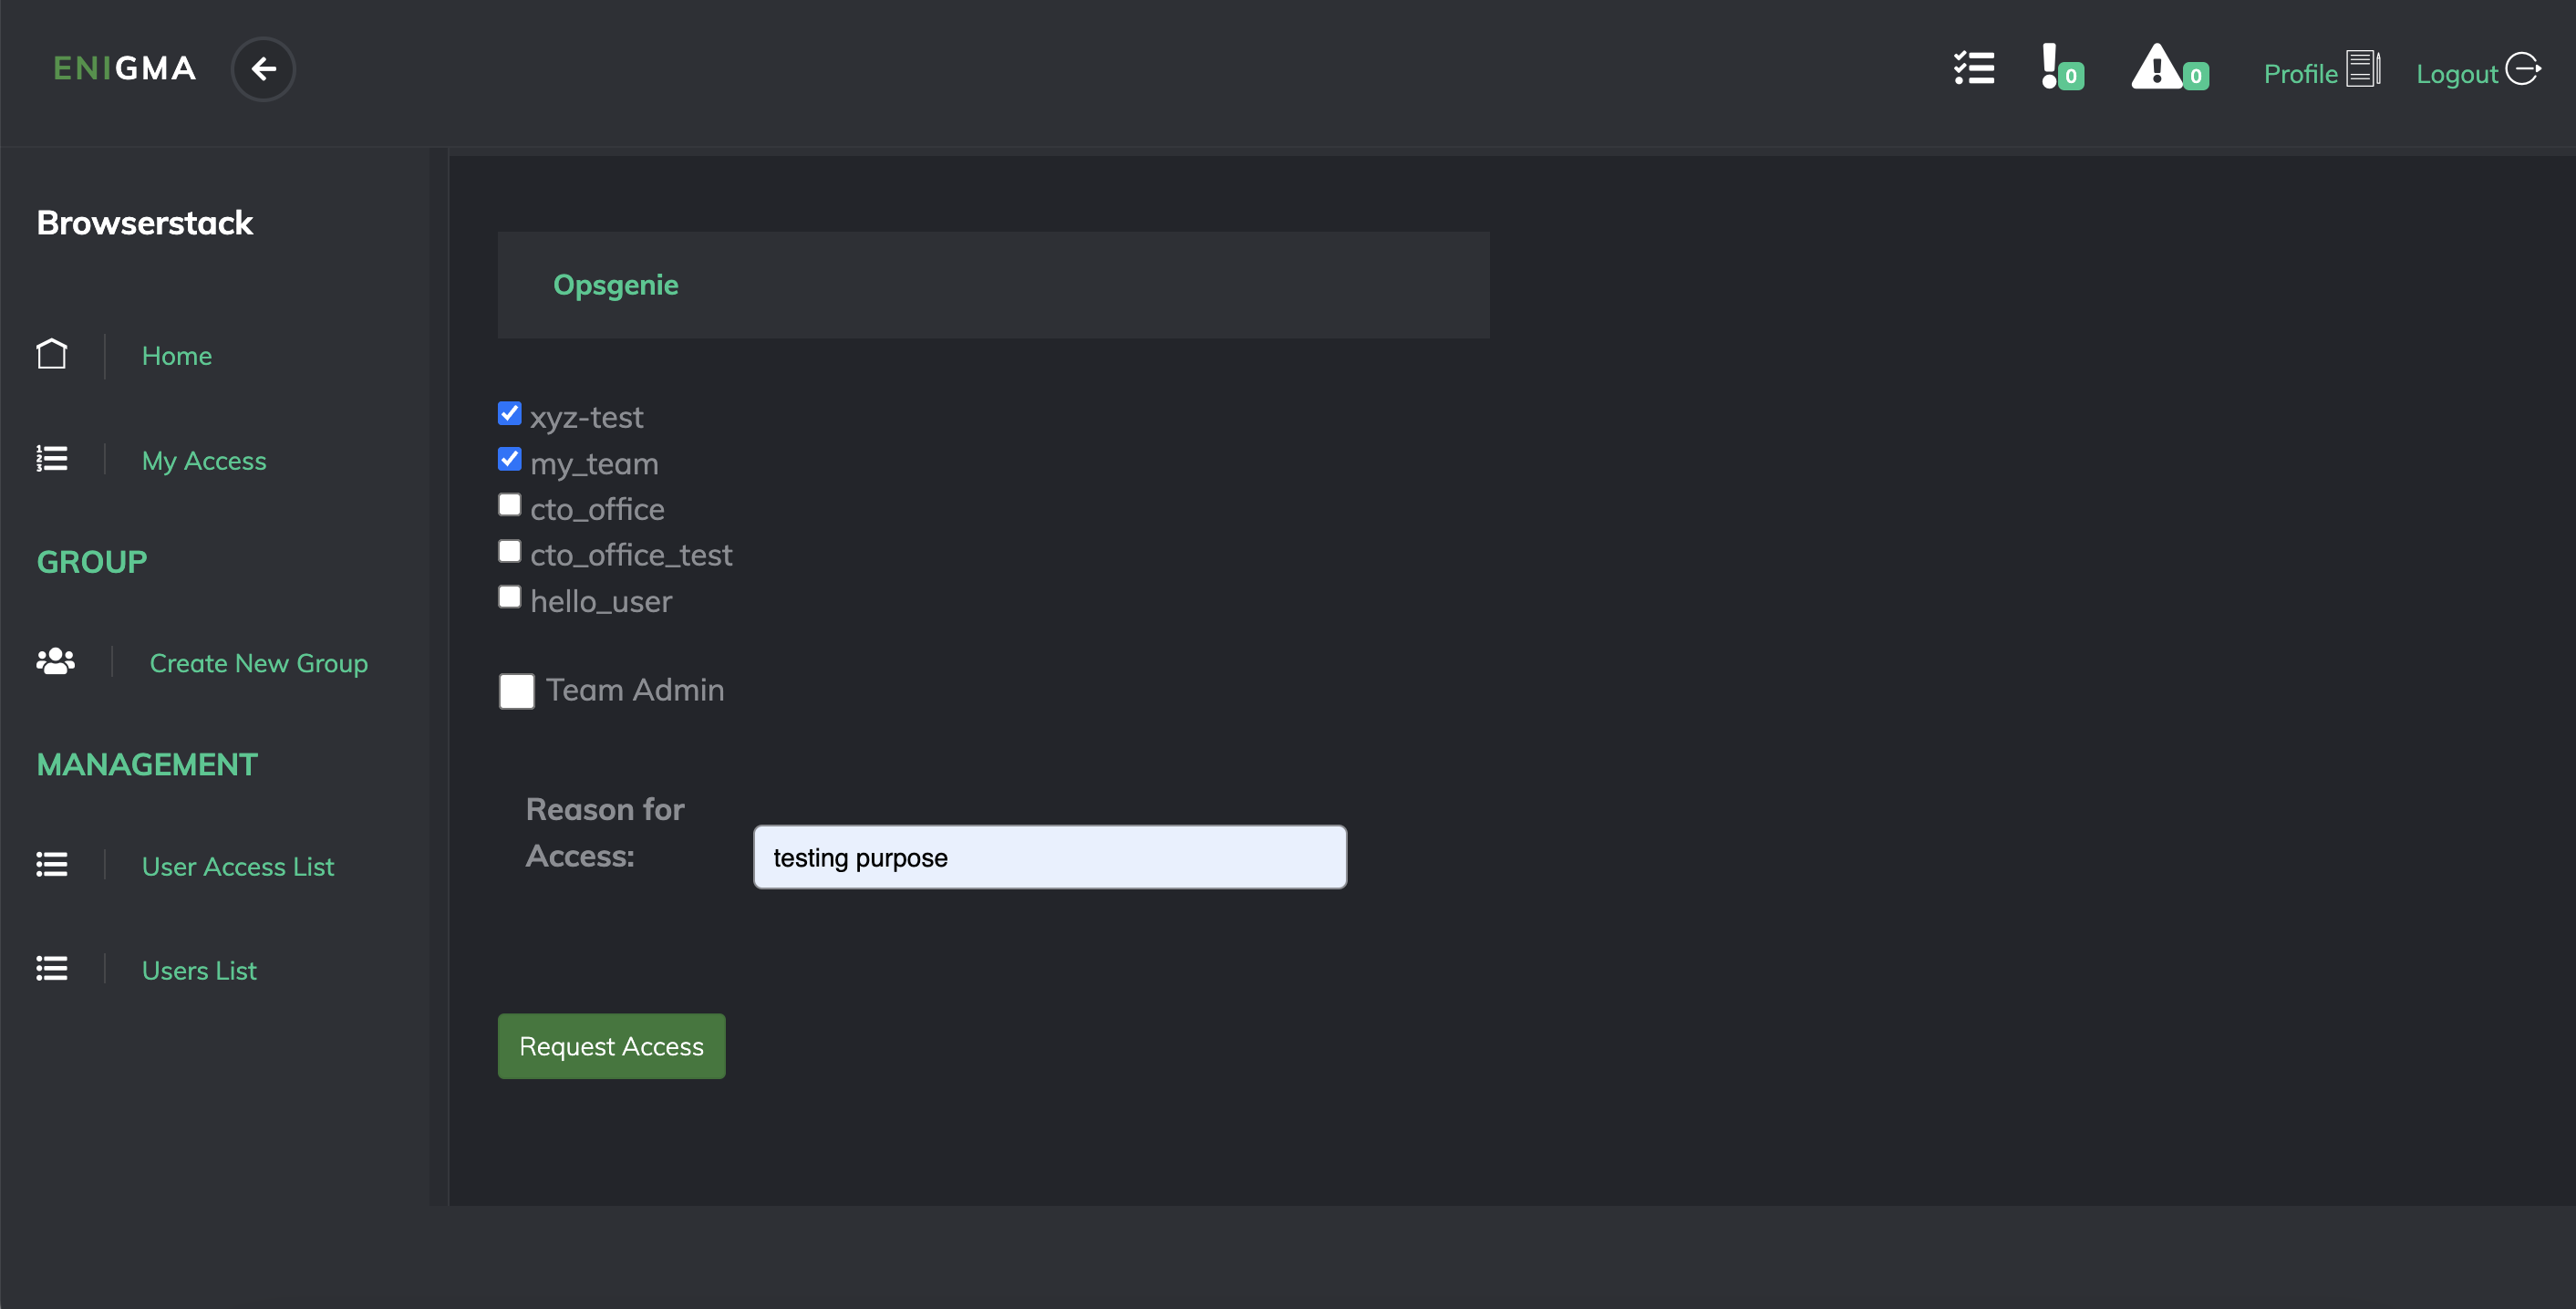 ENIGMA
0
0
Profile
Logout
Browserstack
Home
My Access
GROUP
Create New Group
MANAGEMENT
User Access List
Users List
Opsgenie
xyz-test
my_team
cto_office
cto_office_test
hello_user
Team Admin
Reason for
Access:
testing purpose
Request Access